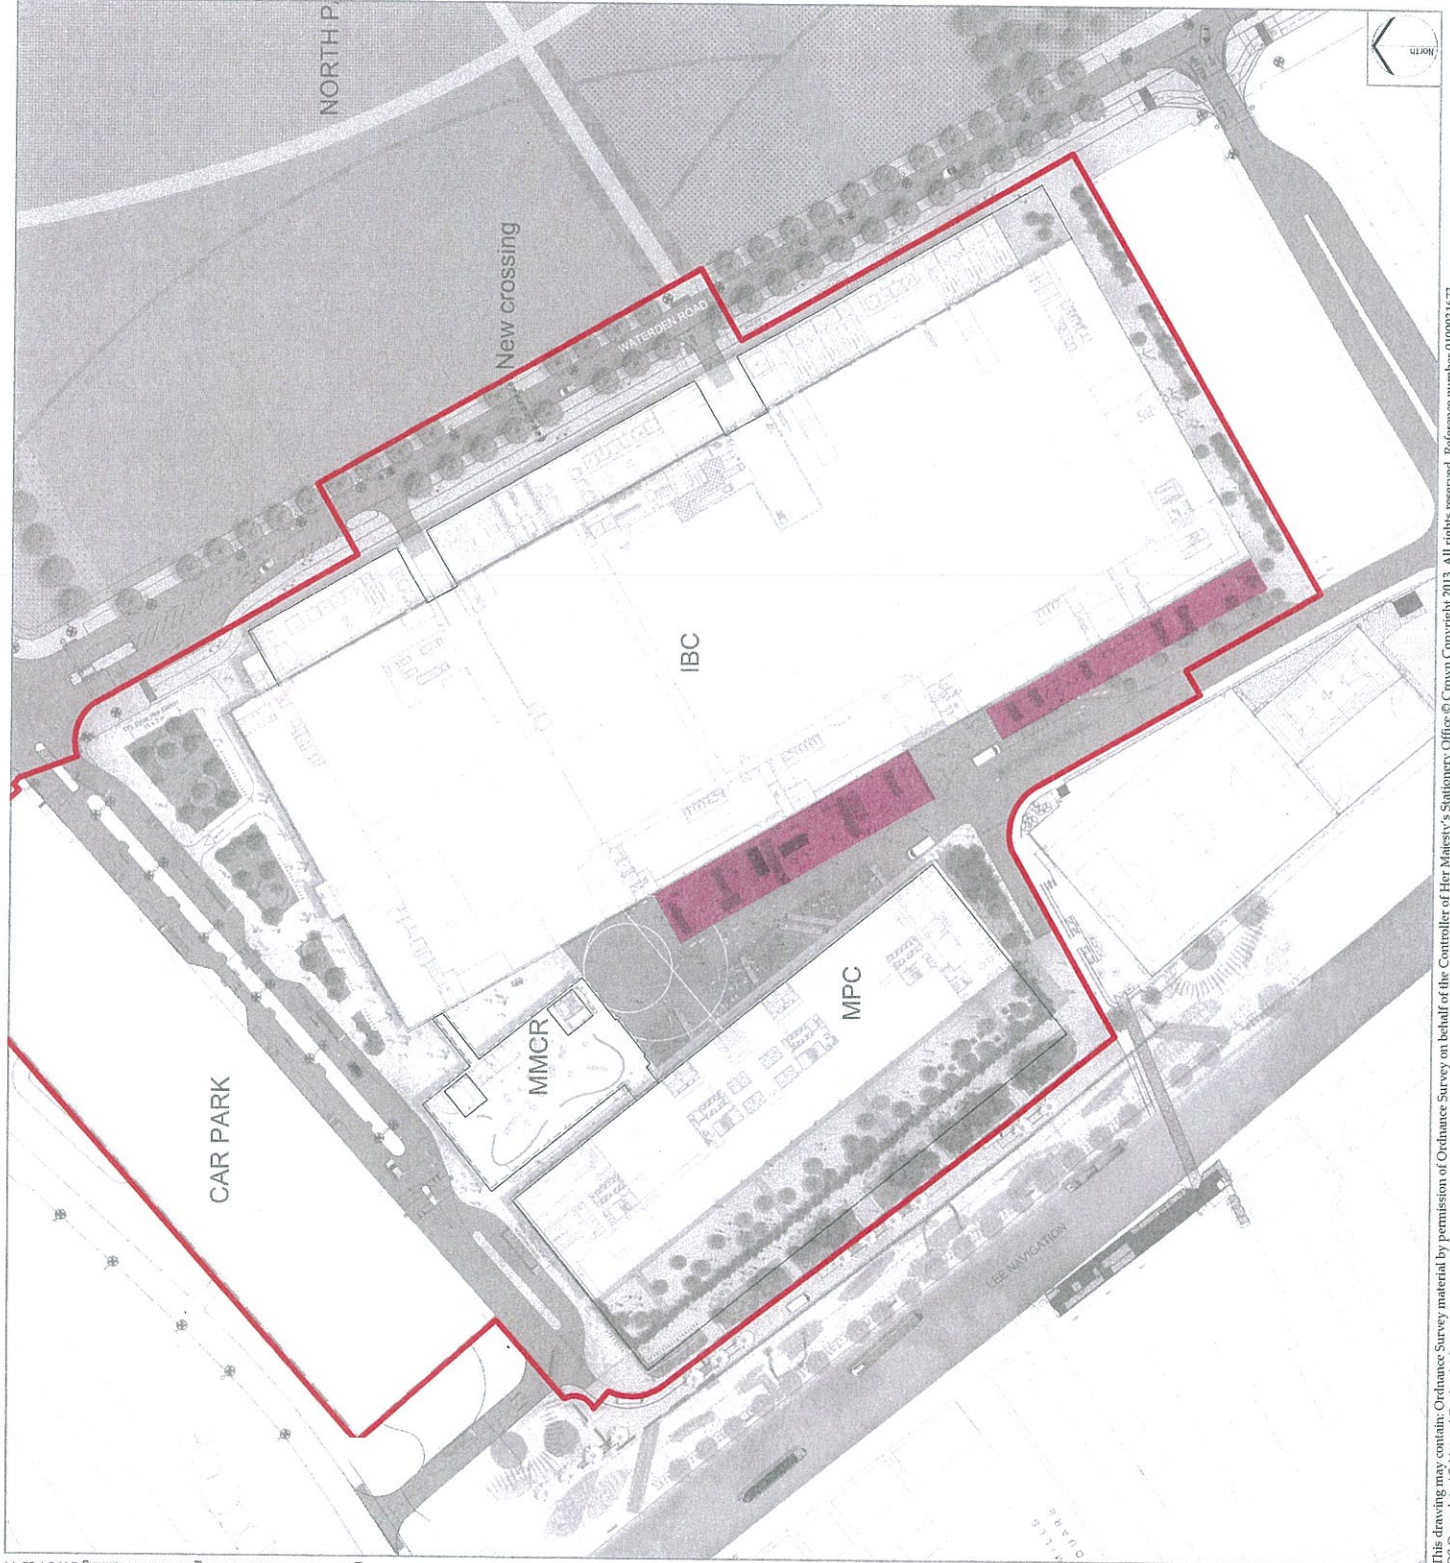 NORTH P
North
New crossing
WATERDEN ROAD
IBC
MMCR
MPC
CAR PARK
LEE NAVIGATION
This drawing may contain: Ordnance Survey material by permission of Ordnance Survey on behalf of the Controller of Her Majesty's Stationery Office © Crown Copyright 2013. All rights reserved. Reference number 0100031673